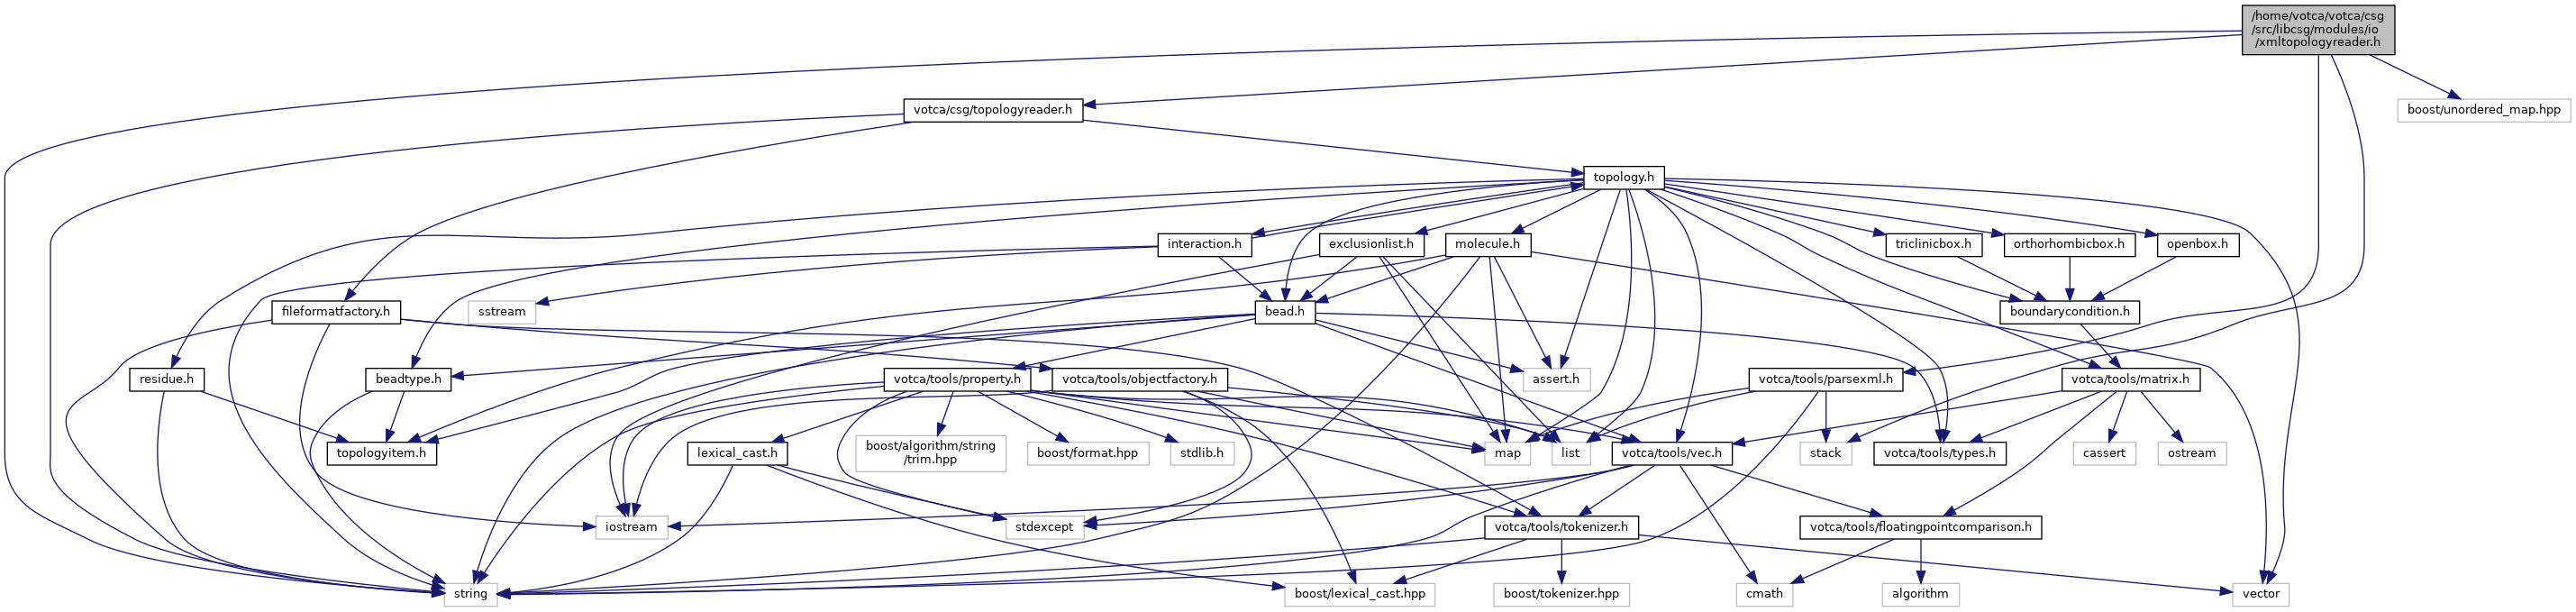 /home/votca/votca/csg
/src/libcsg/modules/io
/xmltopologyreader.h
votca/csg/topologyreader.h
boost/unordered_map.hpp
topology.h
interaction.h
exclusionlist.h
molecule.h
triclinicbox.h
orthorhombicbox.h
openbox.h
fileformatfactory.h
sstream
bead.h
boundarycondition.h
residue.h
beadtype.h
votca/tools/property.h
votca/tools/objectfactory.h
assert.h
votca/tools/parsexml.h
votca/tools/matrix.h
topologyitem.h
lexical_cast.h
boost/algorithm/string
/trim.hpp
boost/format.hpp
stdlib.h
map
list
votca/tools/vec.h
stack
votca/tools/types.h
cassert
ostream
iostream
stdexcept
votca/tools/tokenizer.h
votca/tools/floatingpointcomparison.h
string
boost/lexical_cast.hpp
boost/tokenizer.hpp
cmath
algorithm
vector